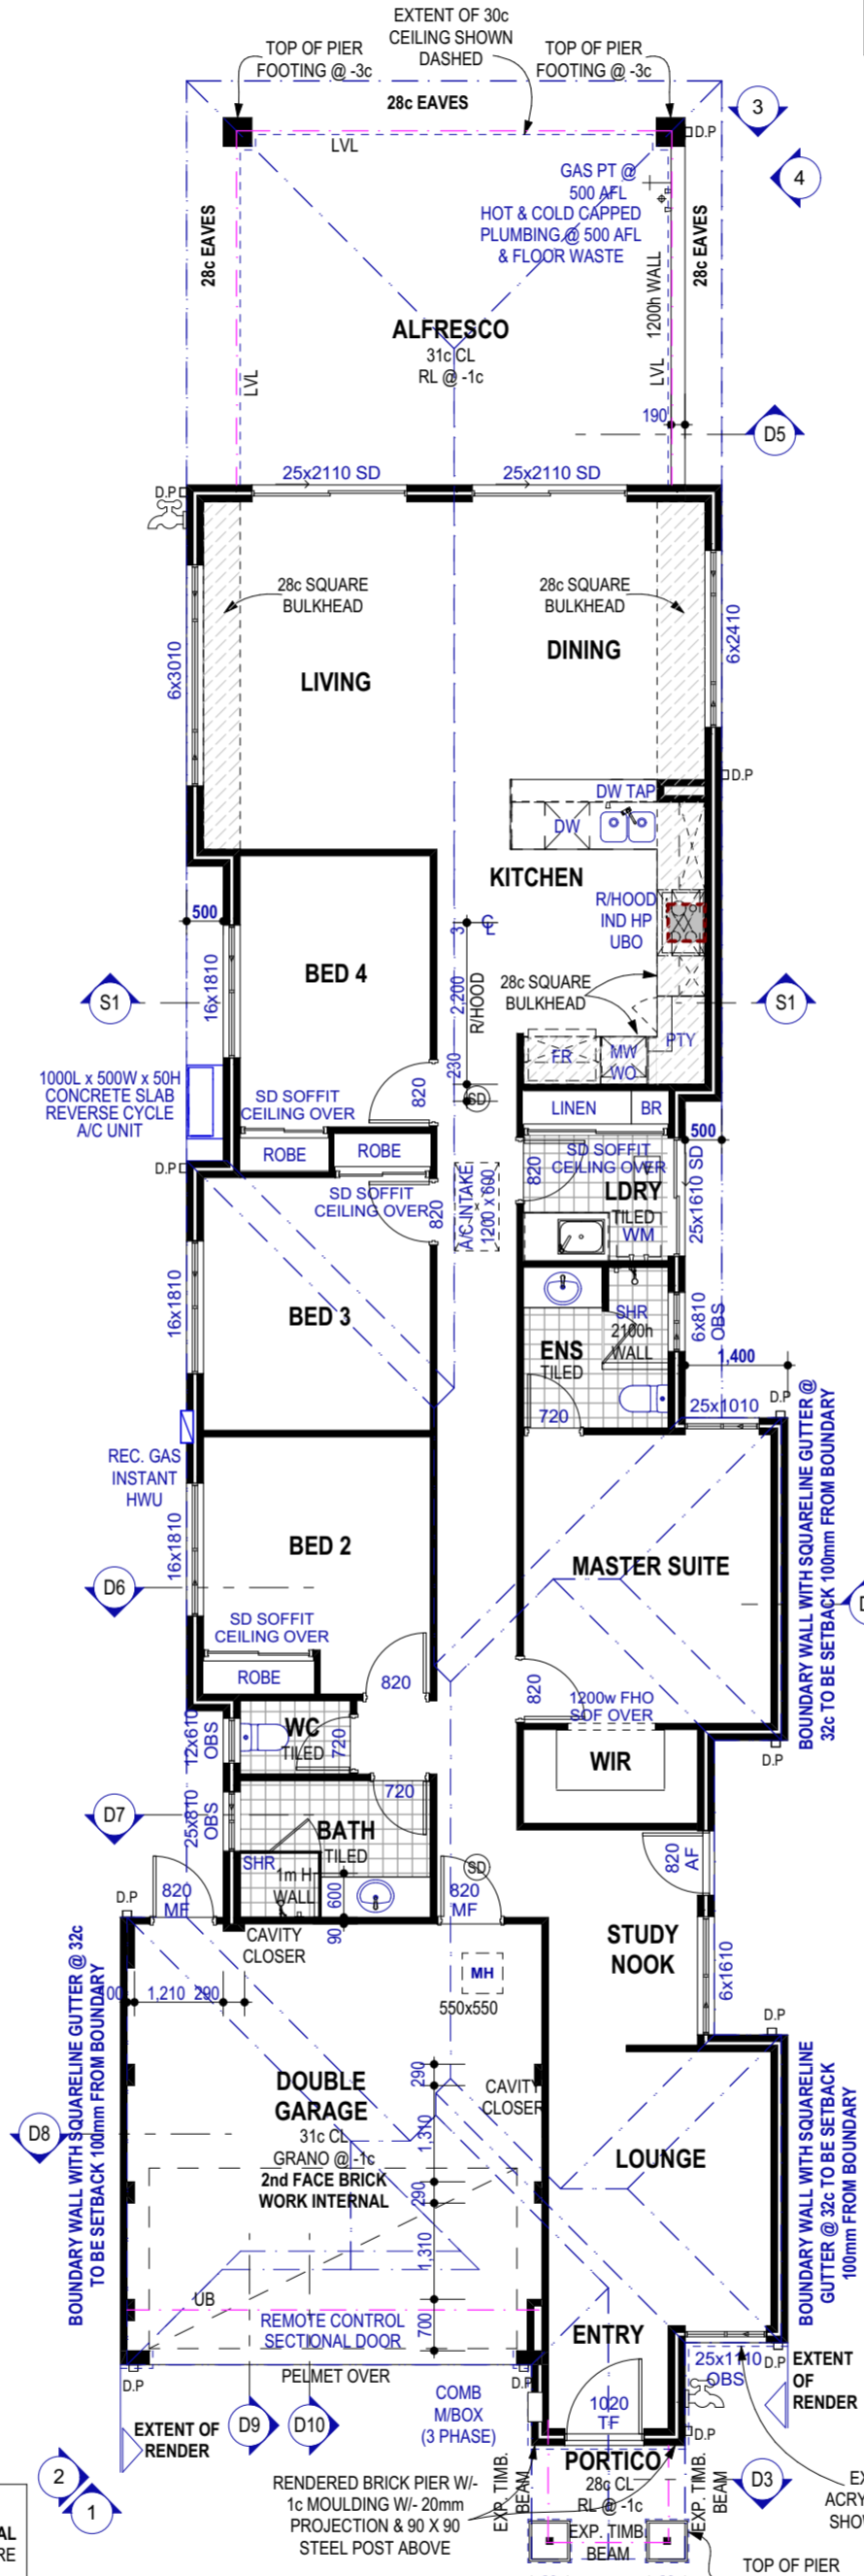 EXTENT OF 30c
CEILING SHOWN
DASHED
TOP OF PIER
FOOTING @ -3c
TOP OF PIER
FOOTING @ -3c
28c EAVES
3
D.P
LVL
4
GAS PT @
500 AFL
HOT & COLD CAPPED
PLUMBING @ 500 AFL
& FLOOR WASTE
28c EAVES
28c EAVES
1200h WALL
ALFRESCO
31c CL
RL @ -1c
LVL
LVL
190
D5
25x2110 SD
25x2110 SD
D.P
28c SQUARE
BULKHEAD
28c SQUARE
BULKHEAD
6x3010
6x2410
DINING
LIVING
D.P
DW TAP
DW
KITCHEN
R/HOOD
IND HP
UBO
500
3
CL
BED 4
16x1810
2,200
R/HOOD
28c SQUARE
BULKHEAD
S1
S1
PTY
FR
MW
WO
230
820
SD
1000L x 500W x 50H
CONCRETE SLAB
REVERSE CYCLE
A/C UNIT
SD SOFFIT
CEILING OVER
LINEN
BR
500
ROBE
ROBE
SD SOFFIT
CEILING OVER
D.P
820
LDRY
TILED
WM
25x1610 SD
SD SOFFIT
CEILING OVER
820
A/C INTAKE
1200 x 600
16x1810
BED 3
SHR
2100h
WALL
6x810
OBS
ENS
TILED
1,400
720
D.P
25x1010
REC. GAS
INSTANT
HWU
BOUNDARY WALL WITH SQUARELINE GUTTER @
32c TO BE SETBACK 100mm FROM BOUNDARY
16x1810
BED 2
MASTER SUITE
D6
SD SOFFIT
CEILING OVER
ROBE
820
820
1200w FHO
SOF OVER
12x610
OBS
WC
TILED
720
D.P
WIR
D7
25x810
OBS
720
BATH
TILED
SHR
1m H
WALL
600
820
AF
SD
820
MF
820
MF
D.P
90
CAVITY
CLOSER
STUDY
NOOK
6x1610
MH
550x550
1,210
290
D.P
BOUNDARY WALL WITH SQUARELINE GUTTER @ 32c
TO BE SETBACK 100mm FROM BOUNDARY
290
CAVITY
CLOSER
DOUBLE
GARAGE
31c CL
GRANO @ -1c
2nd FACE BRICK
WORK INTERNAL
1,310
D8
LOUNGE
290
1,310
BOUNDARY WALL WITH SQUARELINE
GUTTER @ 32c TO BE SETBACK
100mm FROM BOUNDARY
UB
700
REMOTE CONTROL
SECTIONAL DOOR
ENTRY
25x1110
OBS
D.P
EXTENT
OF
RENDER
PELMET OVER
D.P
D.P
COMB
M/BOX
(3 PHASE)
1020
TF
D.P
EXTENT OF
RENDER
D9
D10
PORTICO
28c CL
RL @ -1c
EXP. TIMB.
BEAM
EXP. TIMB.
BEAM
EXP. TIMB.
BEAM
D3
2
1
RENDERED BRICK PIER W/-
1c MOULDING W/- 20mm
PROJECTION & 90 X 90
STEEL POST ABOVE
TOP OF PIER